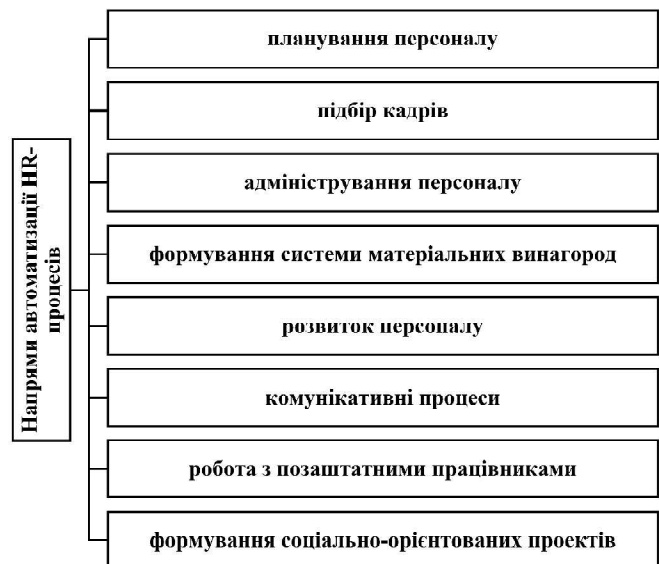 Напрями автоматизації HR-
процесів
планування персоналу
підбір кадрів
адміністрування персоналу
формування системи матеріальних винагород
розвиток персоналу
комунікативні процеси
робота з позаштатними працівниками
формування соціально-орієнтованих проектів